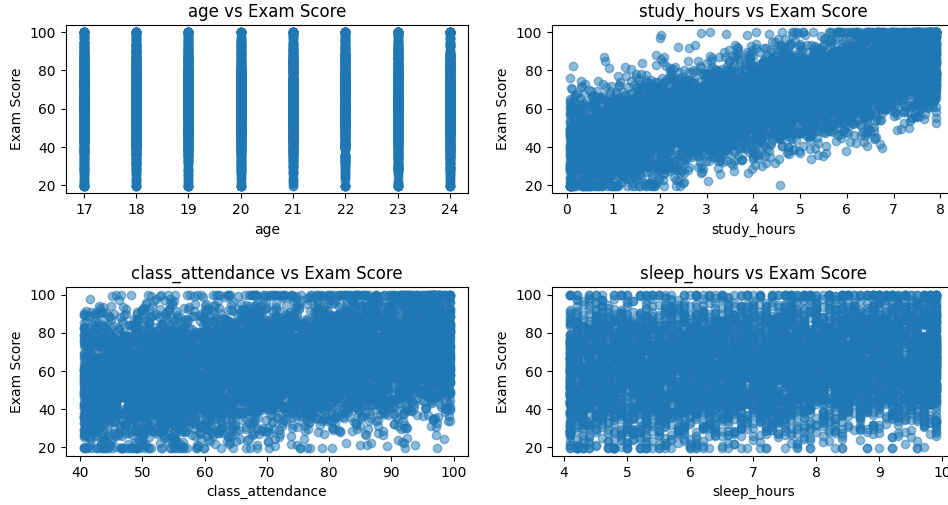 age vs Exam Score
study_hours vs Exam Score
100
80
60
40
20
Exam Score
17 18 19 20 21 22 23 24
age
100
80
60
40
20
Exam Score
0 1 2 3 4 5 6 7 8
study_hours
class_attendance vs Exam Score
sleep_hours vs Exam Score
100
80
60
40
20
Exam Score
40 50 60 70 80 90 100
class_attendance
100
80
60
40
20
Exam Score
4 5 6 7 8 9 10
sleep_hours